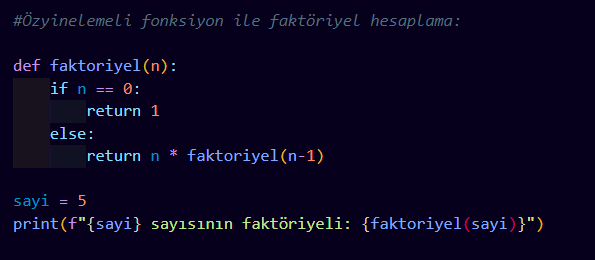 #Özyinelemeli fonksiyon ile faktöriyel hesaplama:
def faktoriyel(n):
    if n == 0:
        return 1
    else:
        return n * faktoriyel(n-1)
sayi = 5
print(f"{sayi} sayısının faktöriyeli: {faktoriyel(sayi)}")